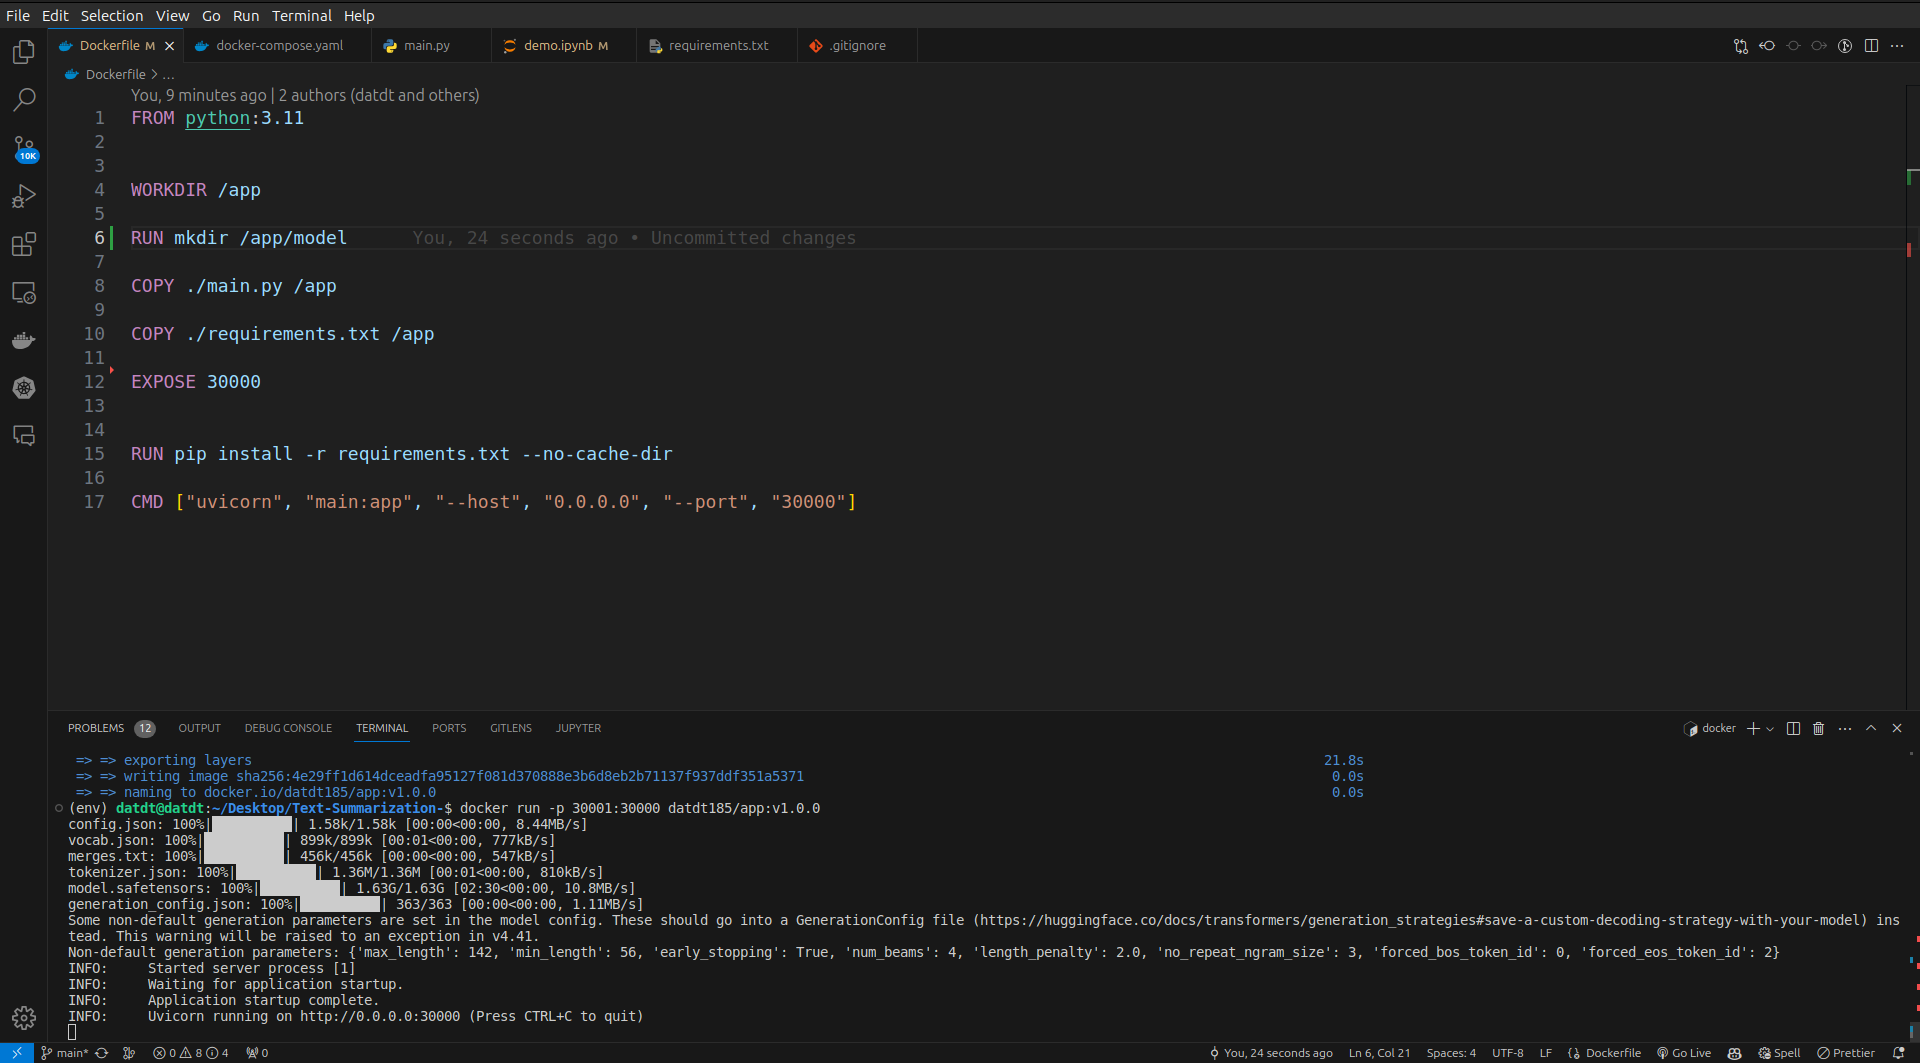 File Edit Selection View Go Run Terminal Help
Dockerfile M docker-compose.yaml main.py demo.ipynb M requirements.txt .gitignore
Dockerfile > ...
10K
You, 9 minutes ago | 2 authors (datdt and others)
1 FROM python:3.11
2
3
4 WORKDIR /app
5
6 RUN mkdir /app/model You, 24 seconds ago • Uncommitted changes
7
8 COPY ./main.py /app
9
10 COPY ./requirements.txt /app
11
12 EXPOSE 30000
13
14
15 RUN pip install -r requirements.txt --no-cache-dir
16
17 CMD ["uvicorn", "main:app", "--host", "0.0.0.0", "--port", "30000"]
PROBLEMS 12 OUTPUT DEBUG CONSOLE TERMINAL PORTS GITLENS JUPYTER docker
=> => exporting layers 21.8s
=> => writing image sha256:4e29ff1d614dceadfa95127f081d370888e3b6d8eb2b71137f937ddf351a5371 0.0s
=> => naming to docker.io/datdt185/app:v1.0.0 0.0s
(env) datdt@datdt:~/Desktop/Text-Summarization-$ docker run -p 30001:30000 datdt185/app:v1.0.0
config.json: 100%| | 1.58k/1.58k [00:00<00:00, 8.44MB/s]
vocab.json: 100%| | 899k/899k [00:01<00:00, 777kB/s]
merges.txt: 100%| | 456k/456k [00:00<00:00, 547kB/s]
tokenizer.json: 100%| | 1.36M/1.36M [00:01<00:00, 810kB/s]
model.safetensors: 100%| | 1.63G/1.63G [02:30<00:00, 10.8MB/s]
generation_config.json: 100%| | 363/363 [00:00<00:00, 1.11MB/s]
Some non-default generation parameters are set in the model config. These should go into a GenerationConfig file (https://huggingface.co/docs/transformers/generation_strategies#save-a-custom-decoding-strategy-with-your-model) ins
tead. This warning will be raised to an exception in v4.41.
Non-default generation parameters: {'max_length': 142, 'min_length': 56, 'early_stopping': True, 'num_beams': 4, 'length_penalty': 2.0, 'no_repeat_ngram_size': 3, 'forced_bos_token_id': 0, 'forced_eos_token_id': 2}
INFO: Started server process [1]
INFO: Waiting for application startup.
INFO: Application startup complete.
INFO: Uvicorn running on http://0.0.0.0:30000 (Press CTRL+C to quit)
main* 0 8 4 0 You, 24 seconds ago Ln 6, Col 21 Spaces: 4 UTF-8 LF Dockerfile Go Live Spell Prettier